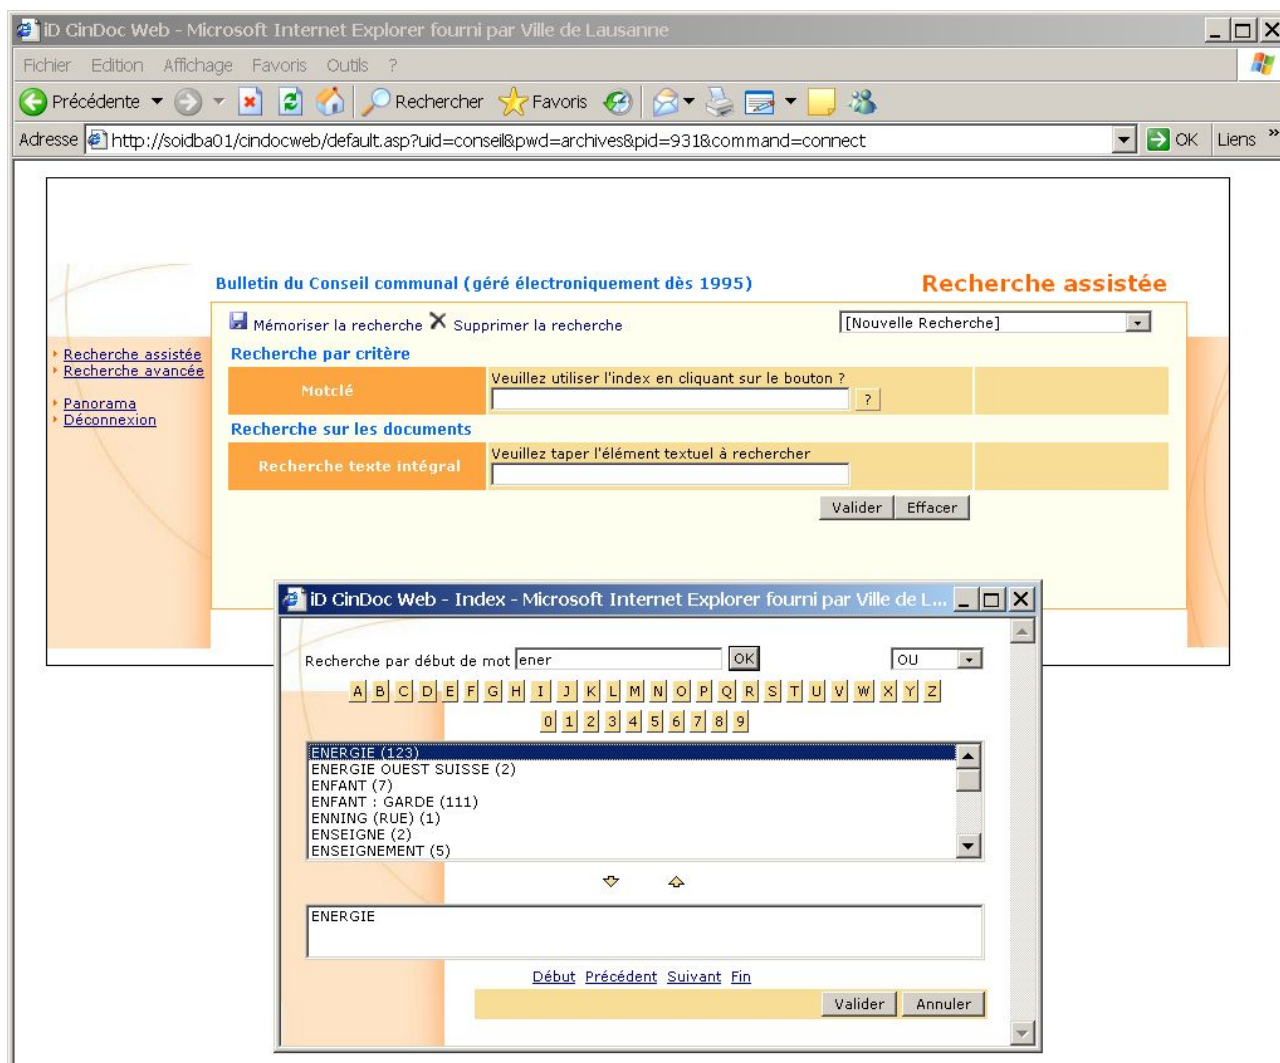 iD CinDoc Web - Microsoft Internet Explorer fourni par Ville de Lausanne
Fichier Edition Affichage Favoris Outils ?
Précédente Rechercher Favoris
Adresse http://soidba01/cindocweb/default.asp?uid=conseil&pwd=archives&pid=931&command=connect OK Liens »
Bulletin du Conseil communal (géré électroniquement dès 1995) Recherche assistée
Mémoriser la recherche Supprimer la recherche [Nouvelle Recherche]
Recherche assistée
Recherche avancée
Panorama
Déconnexion
Recherche par critère
Motclé
Veuillez utiliser l'index en cliquant sur le bouton ?
?
Recherche sur les documents
Recherche texte intégral
Veuillez taper l'élément textuel à rechercher
Valider Effacer
iD CinDoc Web - Index - Microsoft Internet Explorer fourni par Ville de L...
Recherche par début de mot ener OK OU
A B C D E F G H I J K L M N O P Q R S T U V W X Y Z
0 1 2 3 4 5 6 7 8 9
ENERGIE (123)
ENERGIE OUEST SUISSE (2)
ENFANT (7)
ENFANT : GARDE (111)
ENNING (RUE) (1)
ENSEIGNE (2)
ENSEIGNEMENT (5)
ENERGIE
Début Précédent Suivant Fin
Valider Annuler